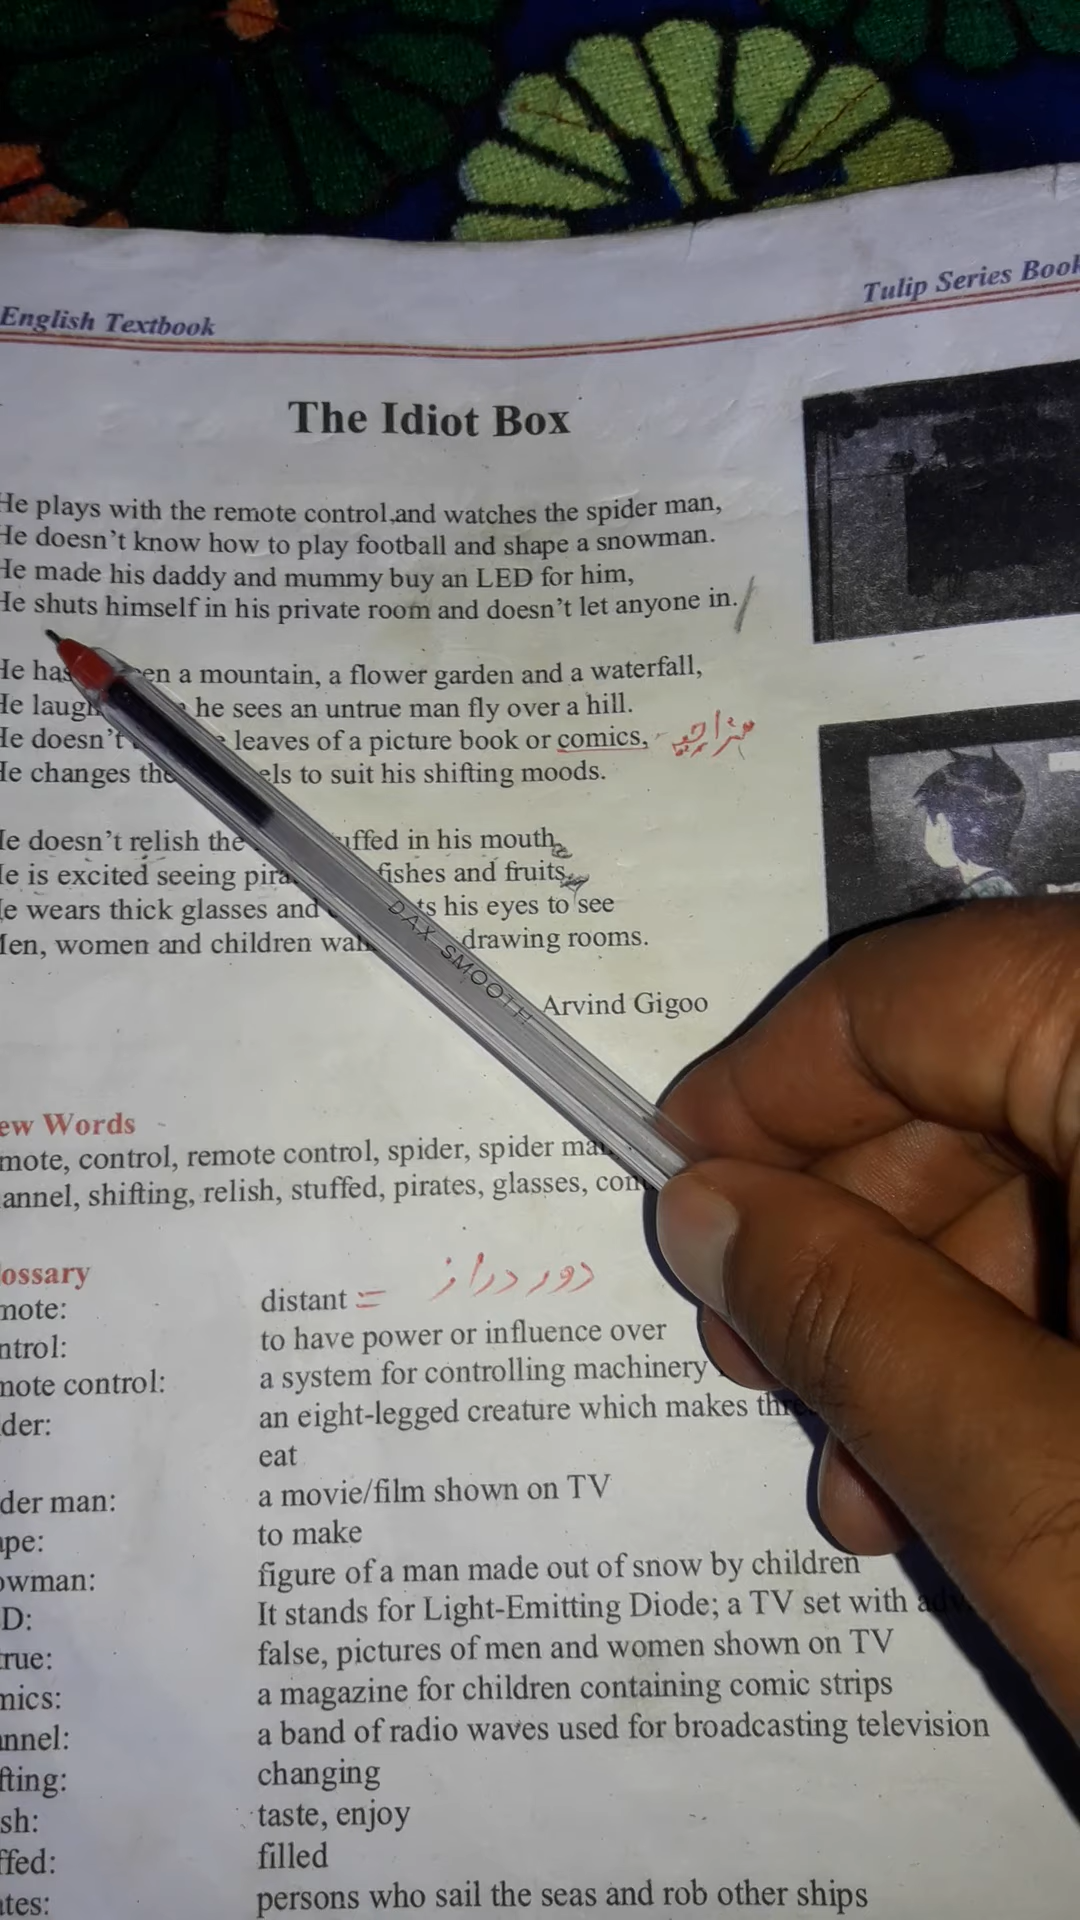 English Textbook
Tulip Series Book
The Idiot Box
He plays with the remote control,and watches the spider man,
He doesn't know how to play football and shape a snowman.
He made his daddy and mummy buy an LED for him,
He shuts himself in his private room and doesn't let anyone in.
He has en a mountain, a flower garden and a waterfall,
He laugh he sees an untrue man fly over a hill.
He doesn't leaves of a picture book or comics, مزاحیہ
He changes the els to suit his shifting moods.
He doesn't relish the uffed in his mouth
He is excited seeing pira fishes and fruits
He wears thick glasses and ts his eyes to see
Men, women and children wal drawing rooms.
Arvind Gigoo
ew Words
mote, control, remote control, spider, spider ma
annel, shifting, relish, stuffed, pirates, glasses, con
ossary
mote: distant = دور دراز
ntrol: to have power or influence over
mote control: a system for controlling machinery
der: an eight-legged creature which makes thre
eat
der man: a movie/film shown on TV
ape: to make
owman: figure of a man made out of snow by children
D: It stands for Light-Emitting Diode; a TV set with adv
true: false, pictures of men and women shown on TV
mics: a magazine for children containing comic strips
nnel: a band of radio waves used for broadcasting television
fting: changing
sh: taste, enjoy
ffed: filled
ates: persons who sail the seas and rob other ships
DAX SMOOTH